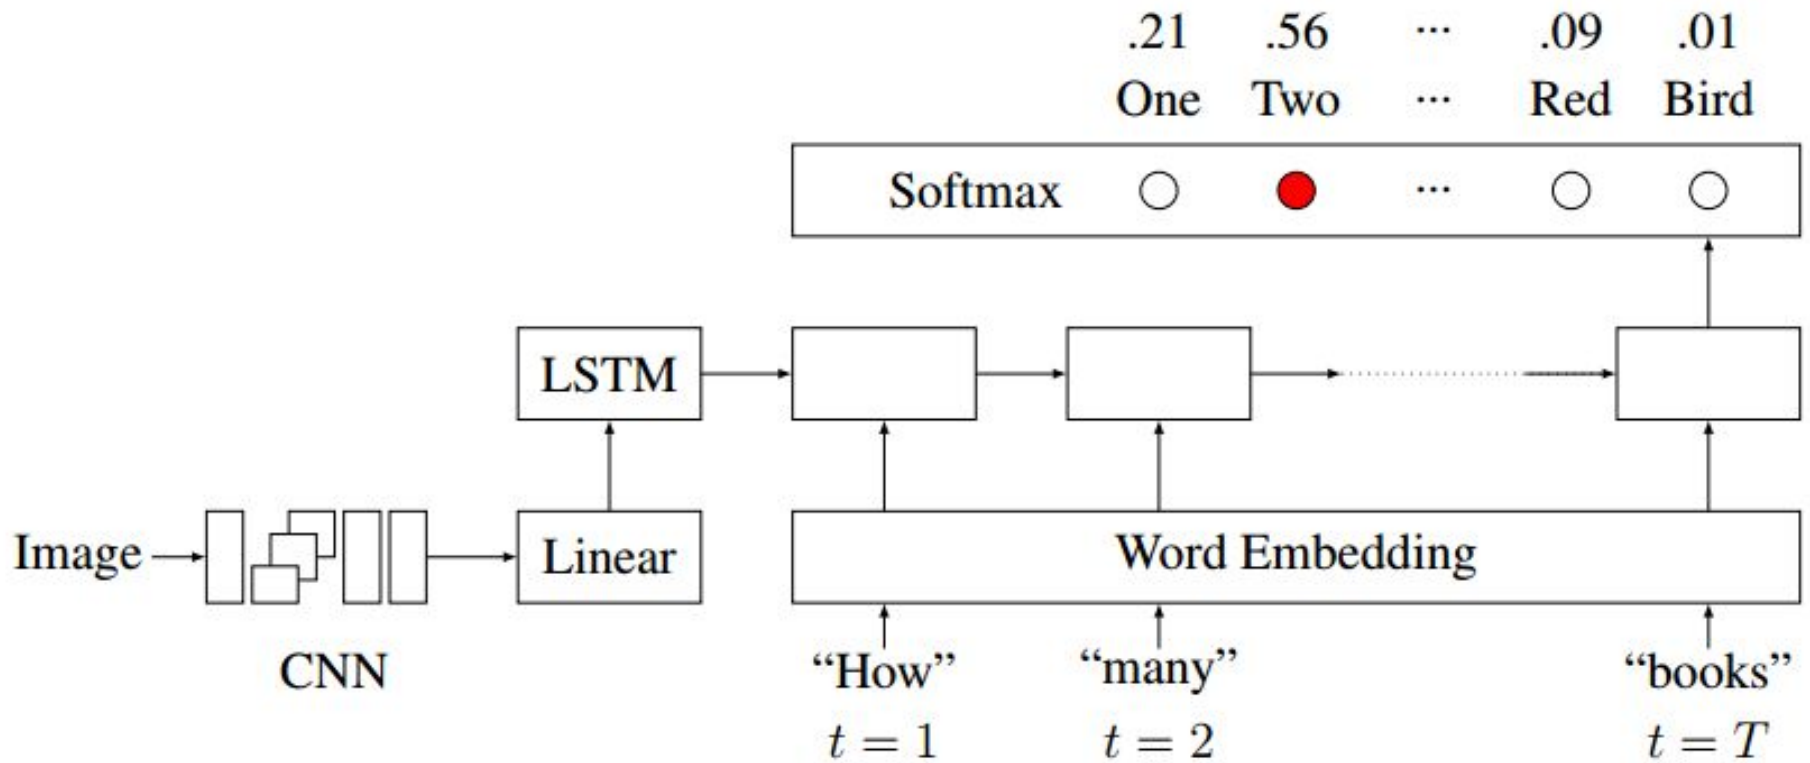 .21 .56 ... .09 .01
One Two ... Red Bird
Softmax ...
LSTM
Image Linear Word Embedding
CNN “How” “many” “books”
t = 1 t = 2 t = T